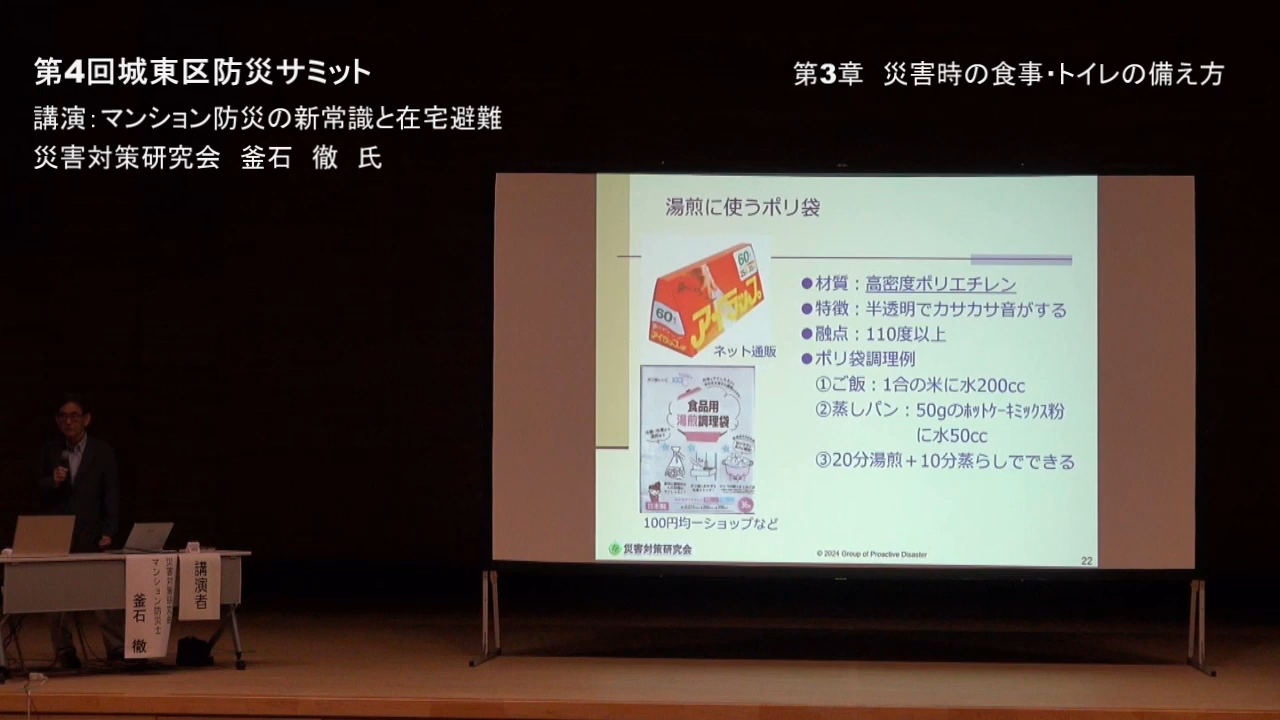 第4回城東区防災サミット
講演：マンション防災の新常識と在宅避難
災害対策研究会　釜石　徹　氏
第3章　災害時の食事・トイレの備え方
湯煎に使うポリ袋
60
アイラップ
60
ネット通販
食品用
湯煎調理袋
100円均一ショップなど
●材質：高密度ポリエチレン
●特徴：半透明でカサカサ音がする
●融点：110度以上
●ポリ袋調理例
①ご飯：1合の米に水200cc
②蒸しパン：50gのホットケーキミックス粉
に水50cc
③20分湯煎＋10分蒸らしでできる
災害対策研究会
© 2024 Group of Proactive Disaster
22
講演者
マンション防災士
釜石　徹